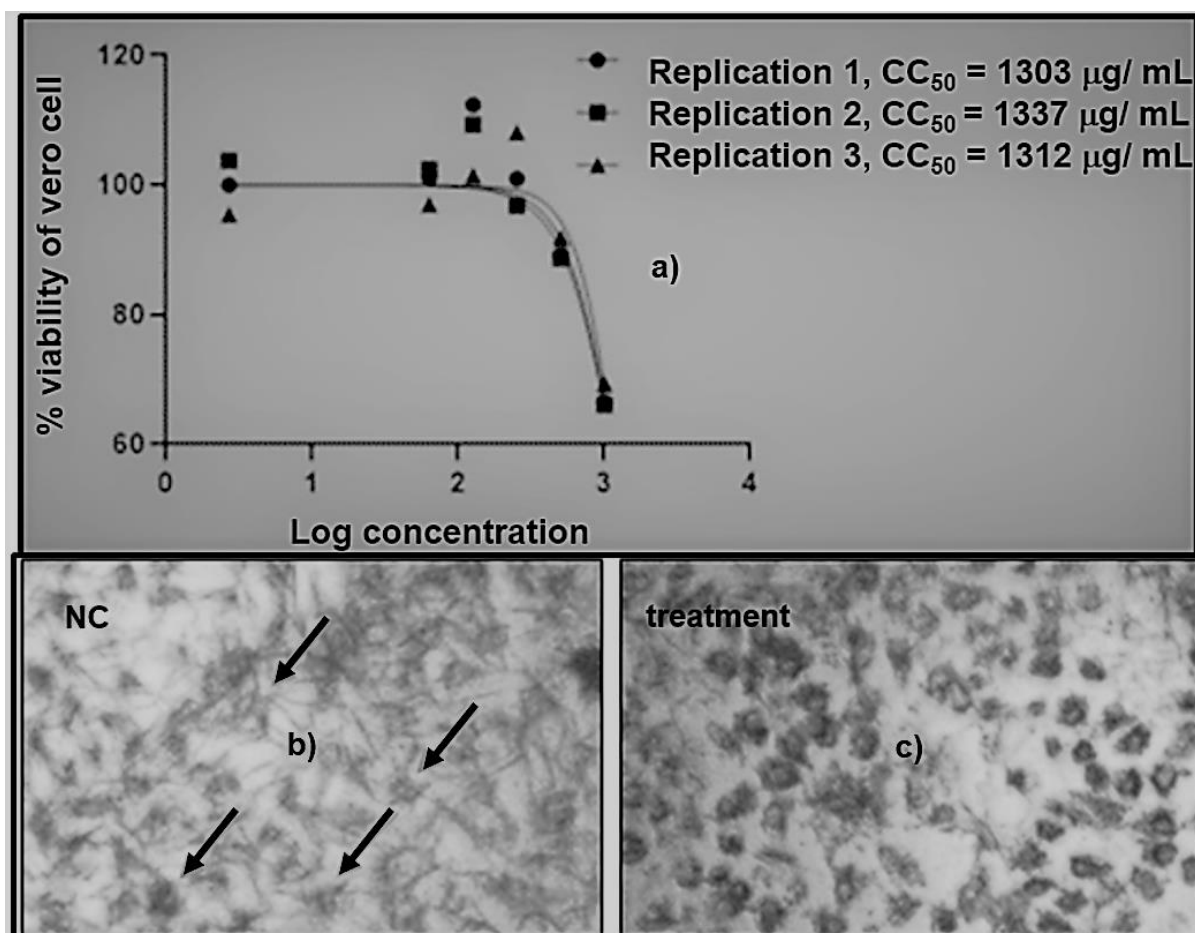 120
100
80
60
% viability of vero cell
0 1 2 3 4
Log concentration
Replication 1, CC₅₀ = 1303 µg/ mL
Replication 2, CC₅₀ = 1337 µg/ mL
Replication 3, CC₅₀ = 1312 µg/ mL
a)
NC
b)
treatment
c)